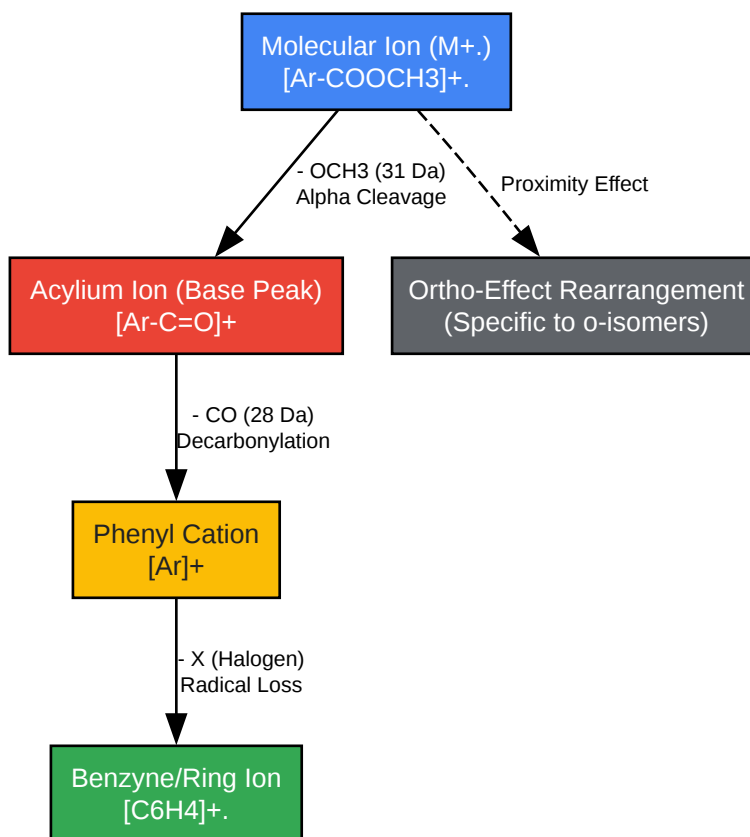 Molecular Ion (M+.)
[Ar-COOCH3]+.
- OCH3 (31 Da)
Alpha Cleavage
Proximity Effect
Acylium Ion (Base Peak)
[Ar-C=O]+
Ortho-Effect Rearrangement
(Specific to o-isomers)
- CO (28 Da)
Decarbonylation
Phenyl Cation
[Ar]+
- X (Halogen)
Radical Loss
Benzyne/Ring Ion
[C6H4]+.